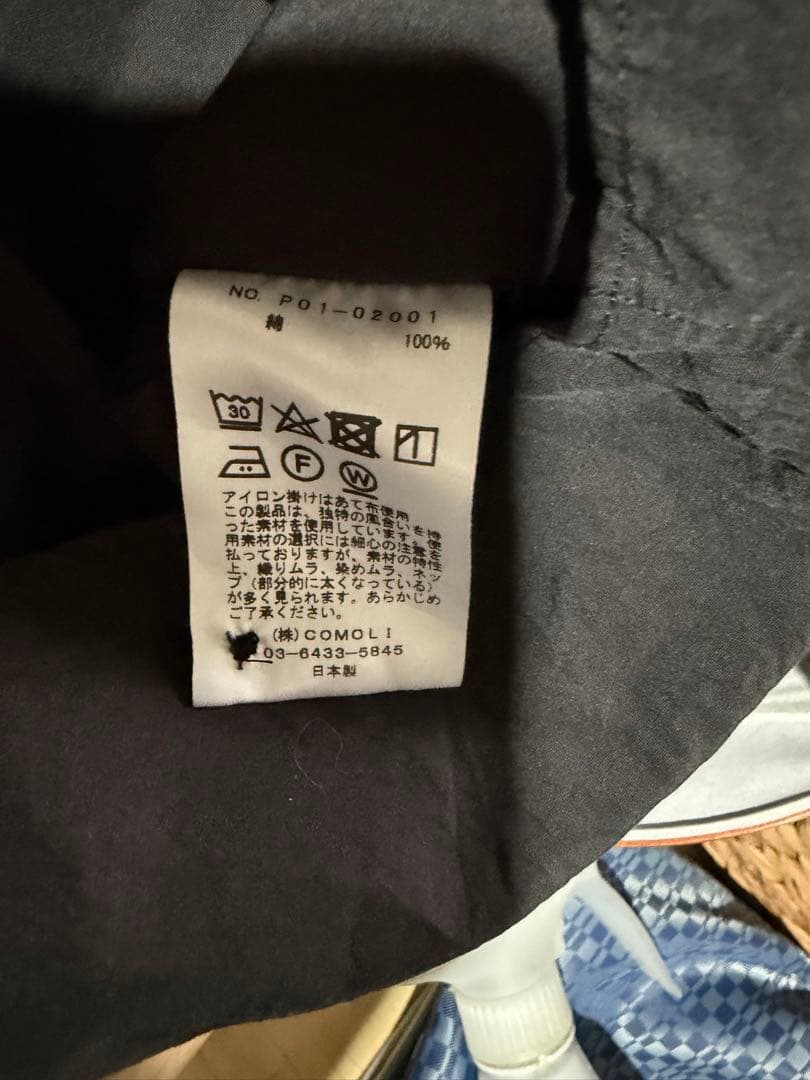 NO. P01-02001
綿
100%
30
F W
アイロン掛けはあて布使用
この製品は、独特の風合いを持
った素材を使用しています。使
用素材の選択には細心の注意を
払っておりますが、素材の特性
上、織りムラ、染めムラ、ネッ
プ(部分的に太くなっている)
が多く見られます。あらかじめ
ご了承ください。
(株)COMOLI
03-6433-5845
日本製